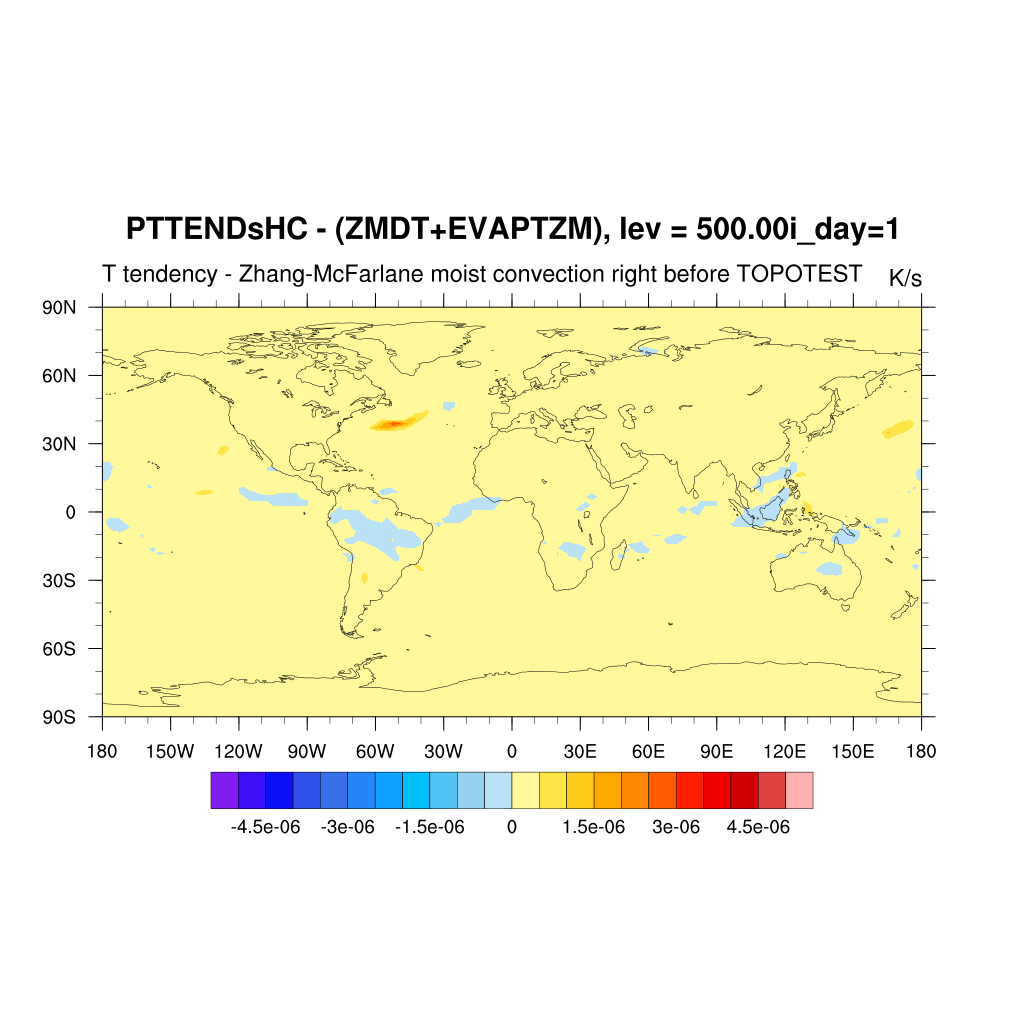 PTTENDsHC - (ZMDT+EVAPTZM), lev = 500.00i_day=1
T tendency - Zhang-McFarlane moist convection right before TOPOTEST K/s
90N
60N
30N
0
30S
60S
90S
180 150W 120W 90W 60W 30W 0 30E 60E 90E 120E 150E 180
-4.5e-06 -3e-06 -1.5e-06 0 1.5e-06 3e-06 4.5e-06